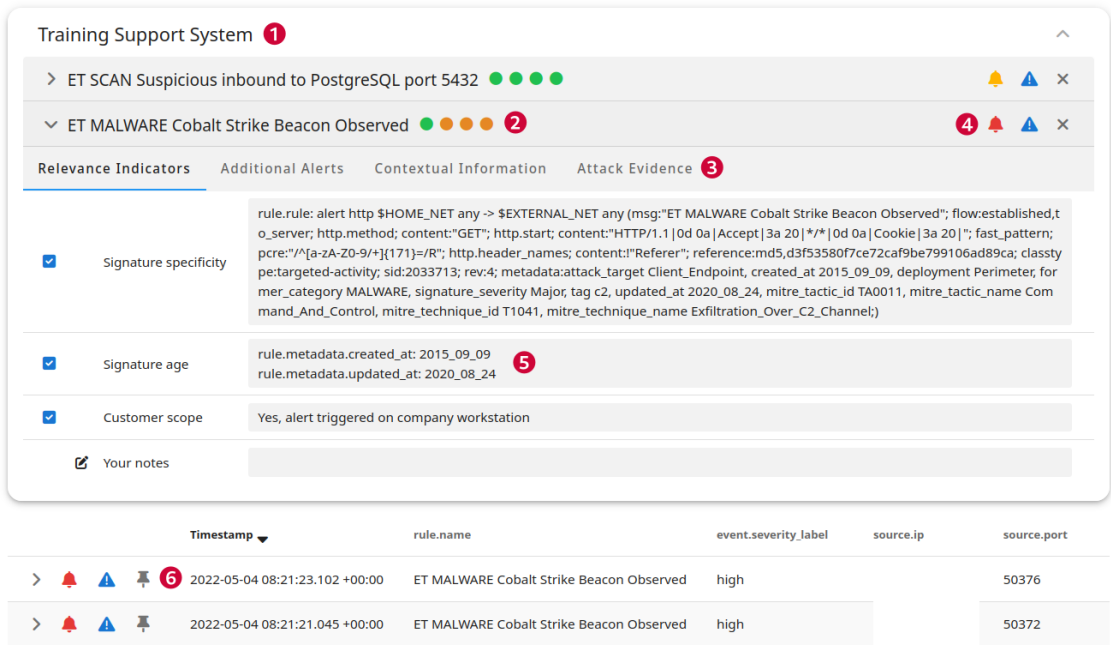 Training Support System 1
ET SCAN Suspicious inbound to PostgreSQL port 5432
ET MALWARE Cobalt Strike Beacon Observed 2 4
Relevance Indicators Additional Alerts Contextual Information Attack Evidence 3
rule.rule: alert http $HOME_NET any -> $EXTERNAL_NET any (msg:"ET MALWARE Cobalt Strike Beacon Observed"; flow:established,t
o_server; http.method; content:"GET"; http.start; content:"HTTP/1.1|0d 0a|Accept|3a 20|*/*|0d 0a|Cookie|3a 20|"; fast_pattern;
pcre:"/^[a-zA-Z0-9/+]{171}=/R"; http.header_names; content:!"Referer"; reference:md5,d3f53580f7ce72caf9be799106ad89ca; classty
Signature specificity
pe:targeted-activity; sid:2033713; rev:4; metadata:attack_target Client_Endpoint, created_at 2015_09_09, deployment Perimeter, for
mer_category MALWARE, signature_severity Major, tag c2, updated_at 2020_08_24, mitre_tactic_id TA0011, mitre_tactic_name Com
mand_And_Control, mitre_technique_id T1041, mitre_technique_name Exfiltration_Over_C2_Channel;)
Signature age
rule.metadata.created_at: 2015_09_09
rule.metadata.updated_at: 2020_08_24
5
Customer scope Yes, alert triggered on company workstation
Your notes
Timestamp rule.name event.severity_label source.ip source.port
6 2022-05-04 08:21:23.102 +00:00 ET MALWARE Cobalt Strike Beacon Observed high 50376
2022-05-04 08:21:21.045 +00:00 ET MALWARE Cobalt Strike Beacon Observed high 50372